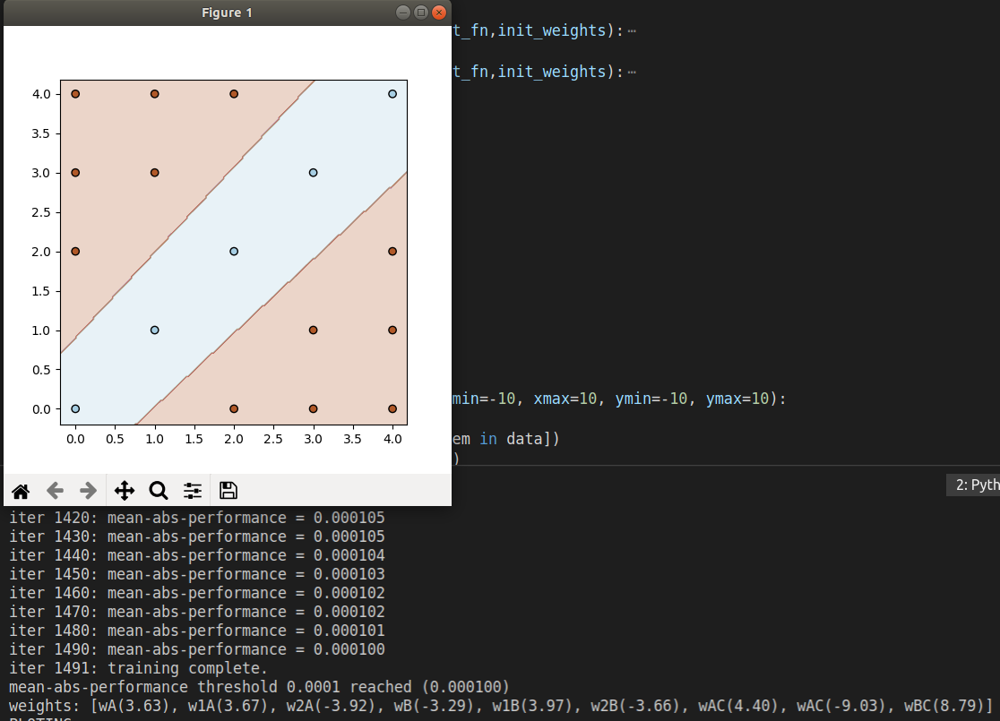 Figure 1
t_fn,init_weights):…
t_fn,init_weights):…
4.0
3.5
3.0
2.5
2.0
1.5
1.0
0.5
0.0
0.0 0.5 1.0 1.5 2.0 2.5 3.0 3.5 4.0
min=-10, xmax=10, ymin=-10, ymax=10):
em in data])
)
2: Pyth
iter 1420: mean-abs-performance = 0.000105
iter 1430: mean-abs-performance = 0.000105
iter 1440: mean-abs-performance = 0.000104
iter 1450: mean-abs-performance = 0.000103
iter 1460: mean-abs-performance = 0.000102
iter 1470: mean-abs-performance = 0.000102
iter 1480: mean-abs-performance = 0.000101
iter 1490: mean-abs-performance = 0.000100
iter 1491: training complete.
mean-abs-performance threshold 0.0001 reached (0.000100)
weights: [wA(3.63), w1A(3.67), w2A(-3.92), wB(-3.29), w1B(3.97), w2B(-3.66), wAC(4.40), wAC(-9.03), wBC(8.79)]